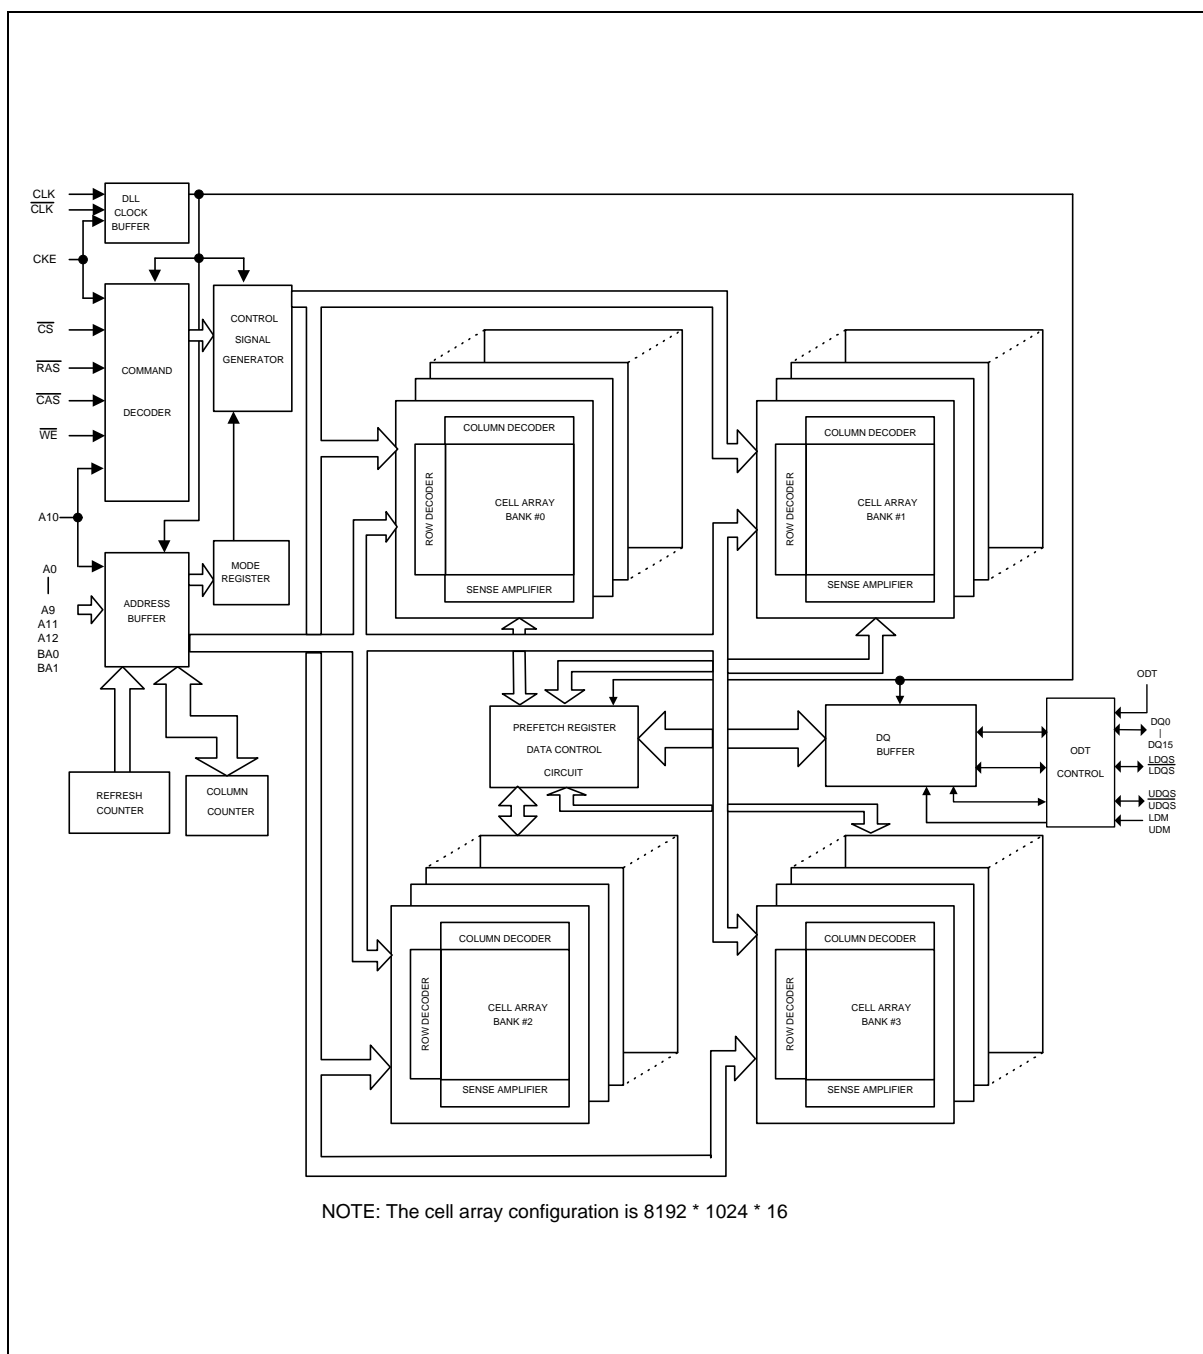 CLK
CLK
CKE
CS
RAS
CAS
WE
A10
A0
A9
A11
A12
BA0
BA1
DLL
CLOCK
BUFFER
COMMAND
DECODER
CONTROL
SIGNAL
GENERATOR
ADDRESS
BUFFER
MODE
REGISTER
REFRESH
COUNTER
COLUMN
COUNTER
COLUMN DECODER
ROW DECODER
CELL ARRAY
BANK #0
SENSE AMPLIFIER
COLUMN DECODER
ROW DECODER
CELL ARRAY
BANK #1
SENSE AMPLIFIER
PREFETCH REGISTER
DATA CONTROL
CIRCUIT
DQ
BUFFER
ODT
CONTROL
ODT
DQ0
DQ15
LDQS
LDQS
UDQS
UDQS
LDM
UDM
COLUMN DECODER
ROW DECODER
CELL ARRAY
BANK #2
SENSE AMPLIFIER
COLUMN DECODER
ROW DECODER
CELL ARRAY
BANK #3
SENSE AMPLIFIER
NOTE: The cell array configuration is 8192 * 1024 * 16